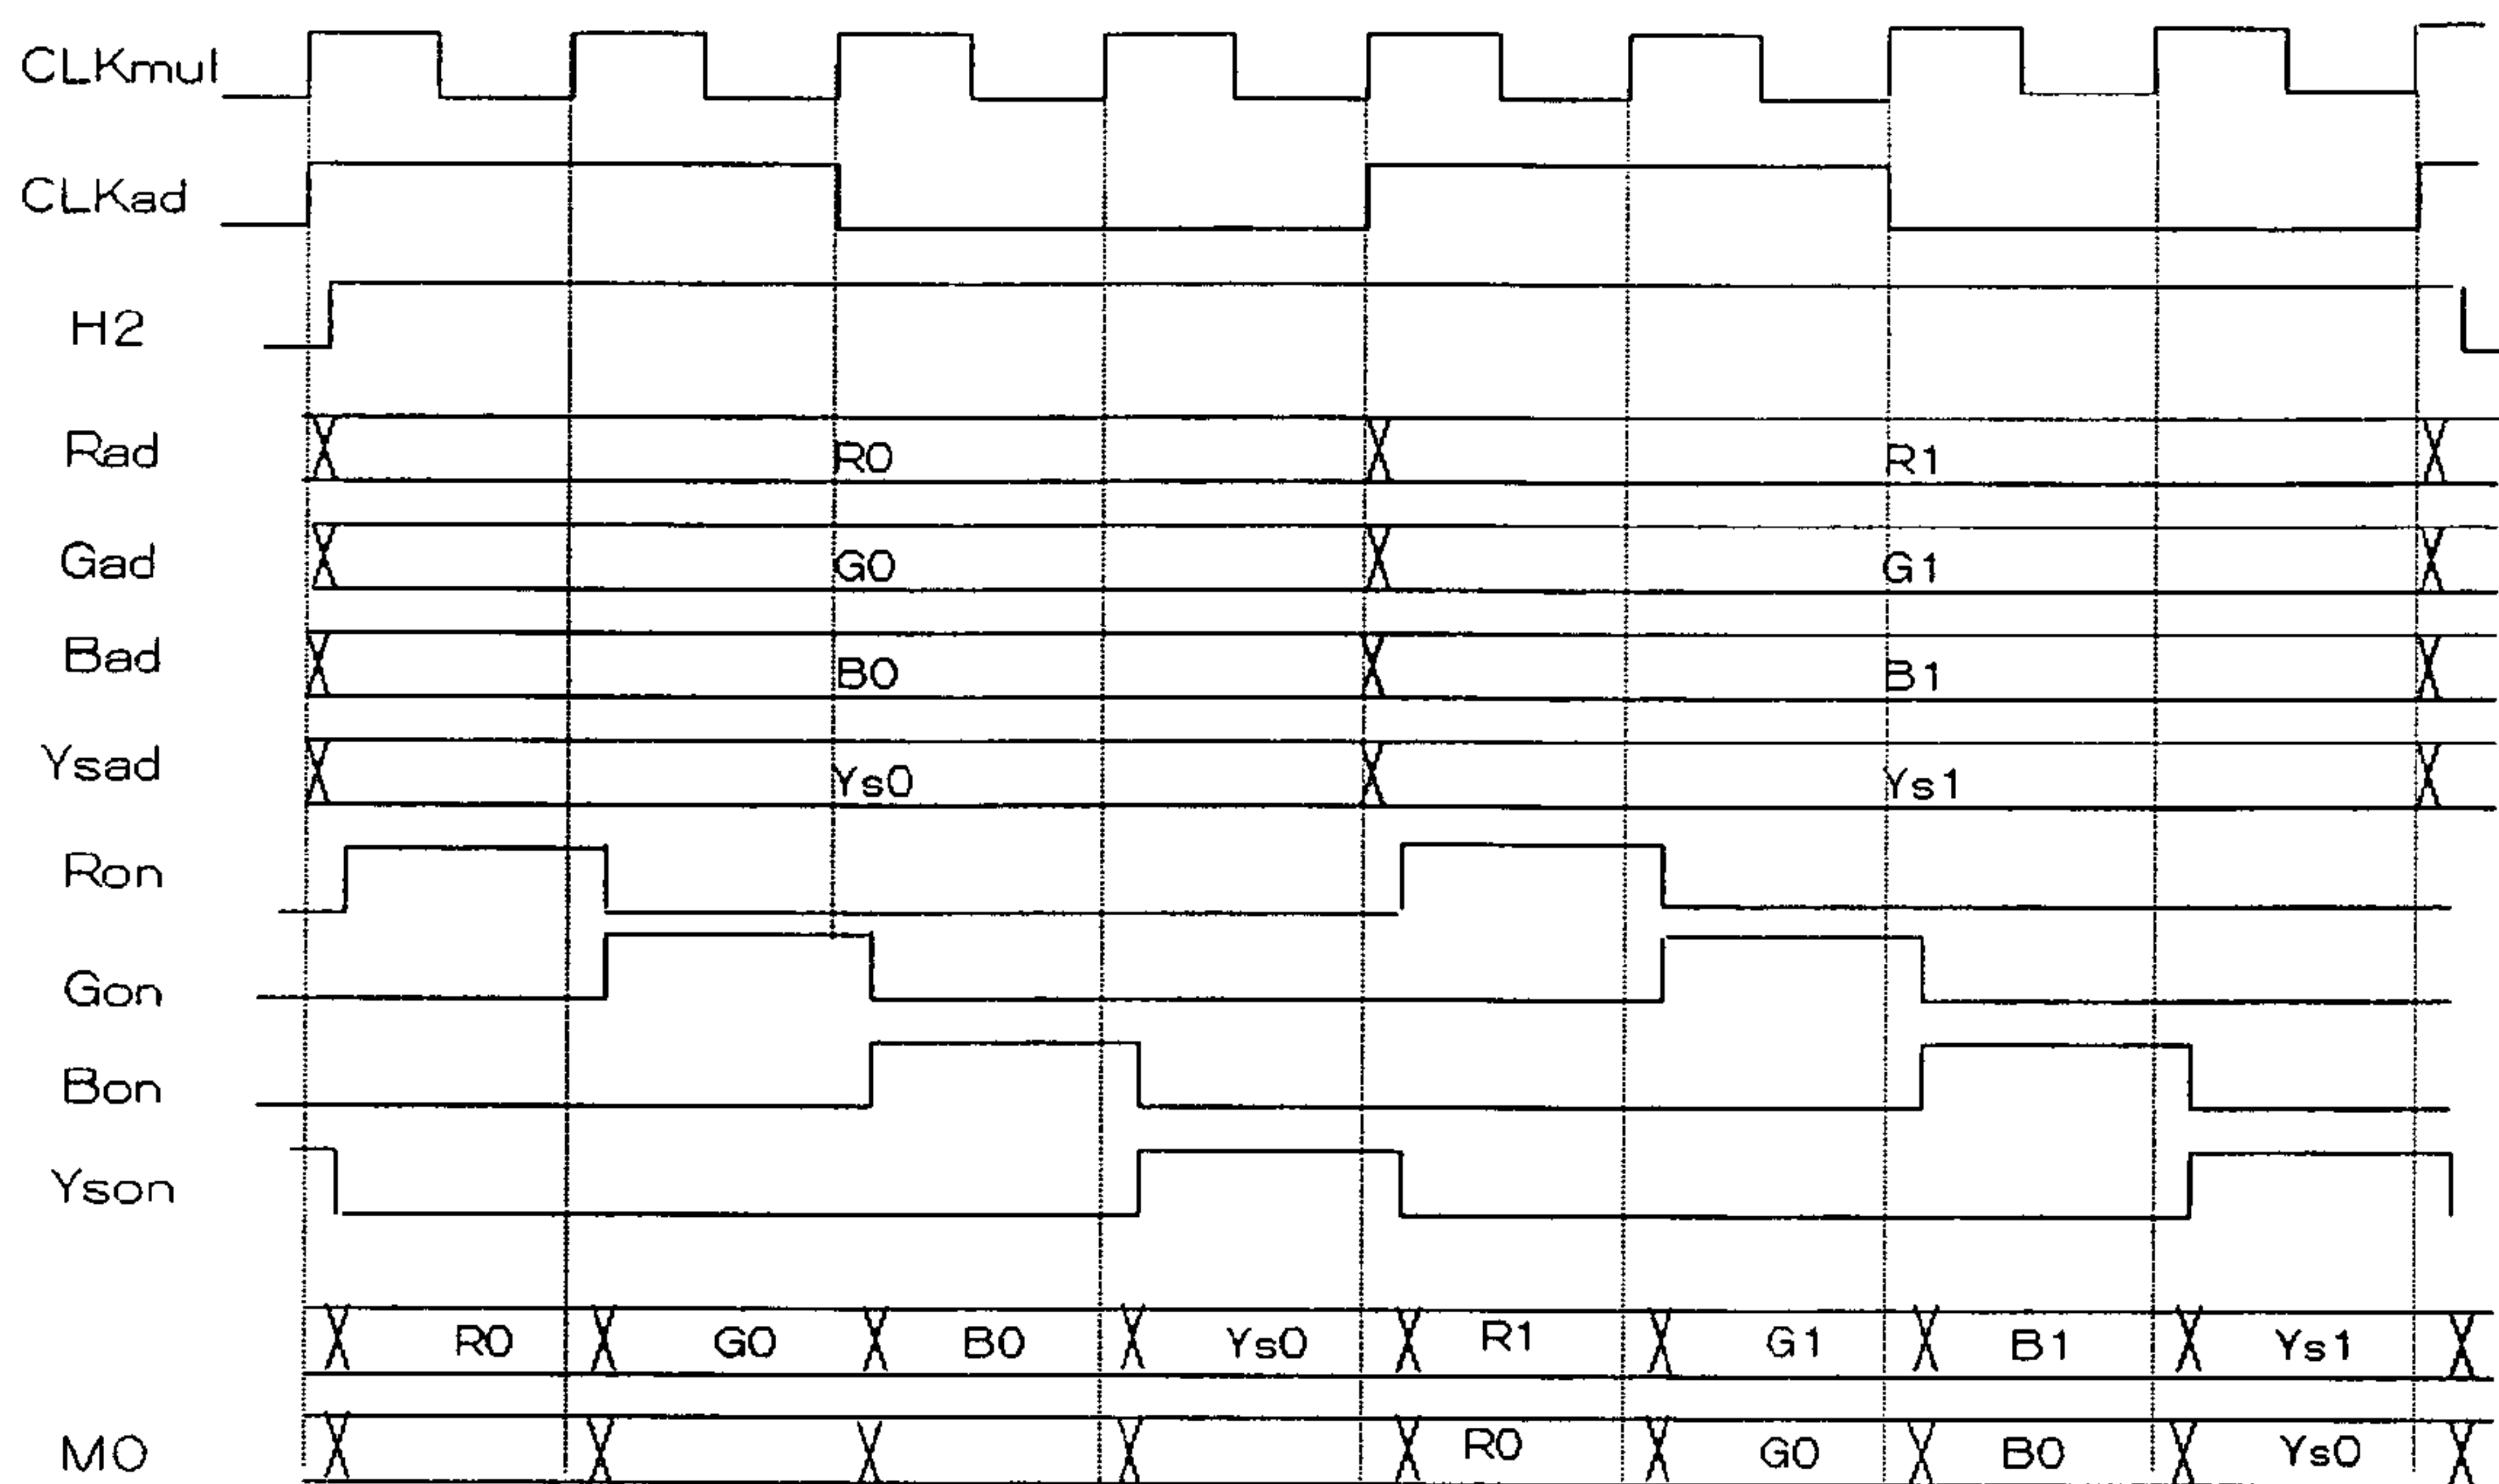 CLKmul
CLKad
H2
Rad R0 R1
Gad G0 G1
Bad B0 B1
Ysad Ys0 Ys1
Ron
Gon
Bon
Yson
R0 G0 B0 Ys0 R1 G1 B1 Ys1
MO R0 G0 B0 Ys0